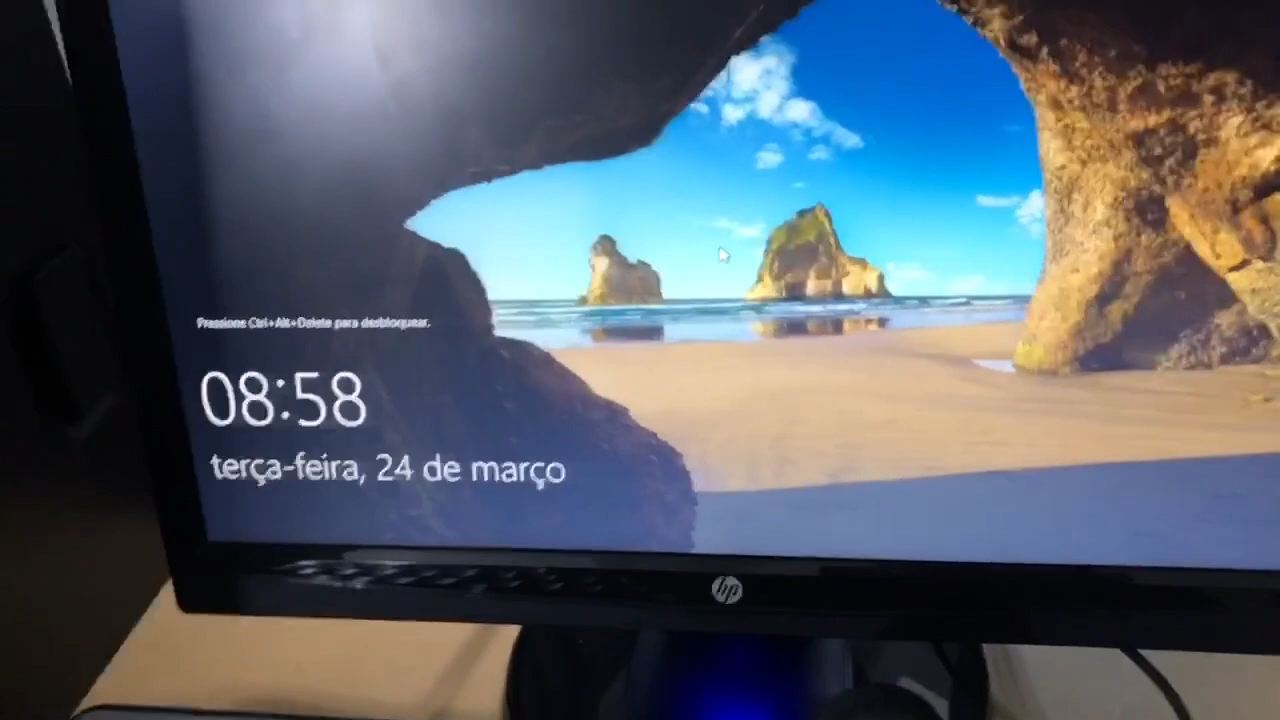 Pressione Ctrl+Alt+Delete para desbloquear.
08:58
terça-feira, 24 de março
hp